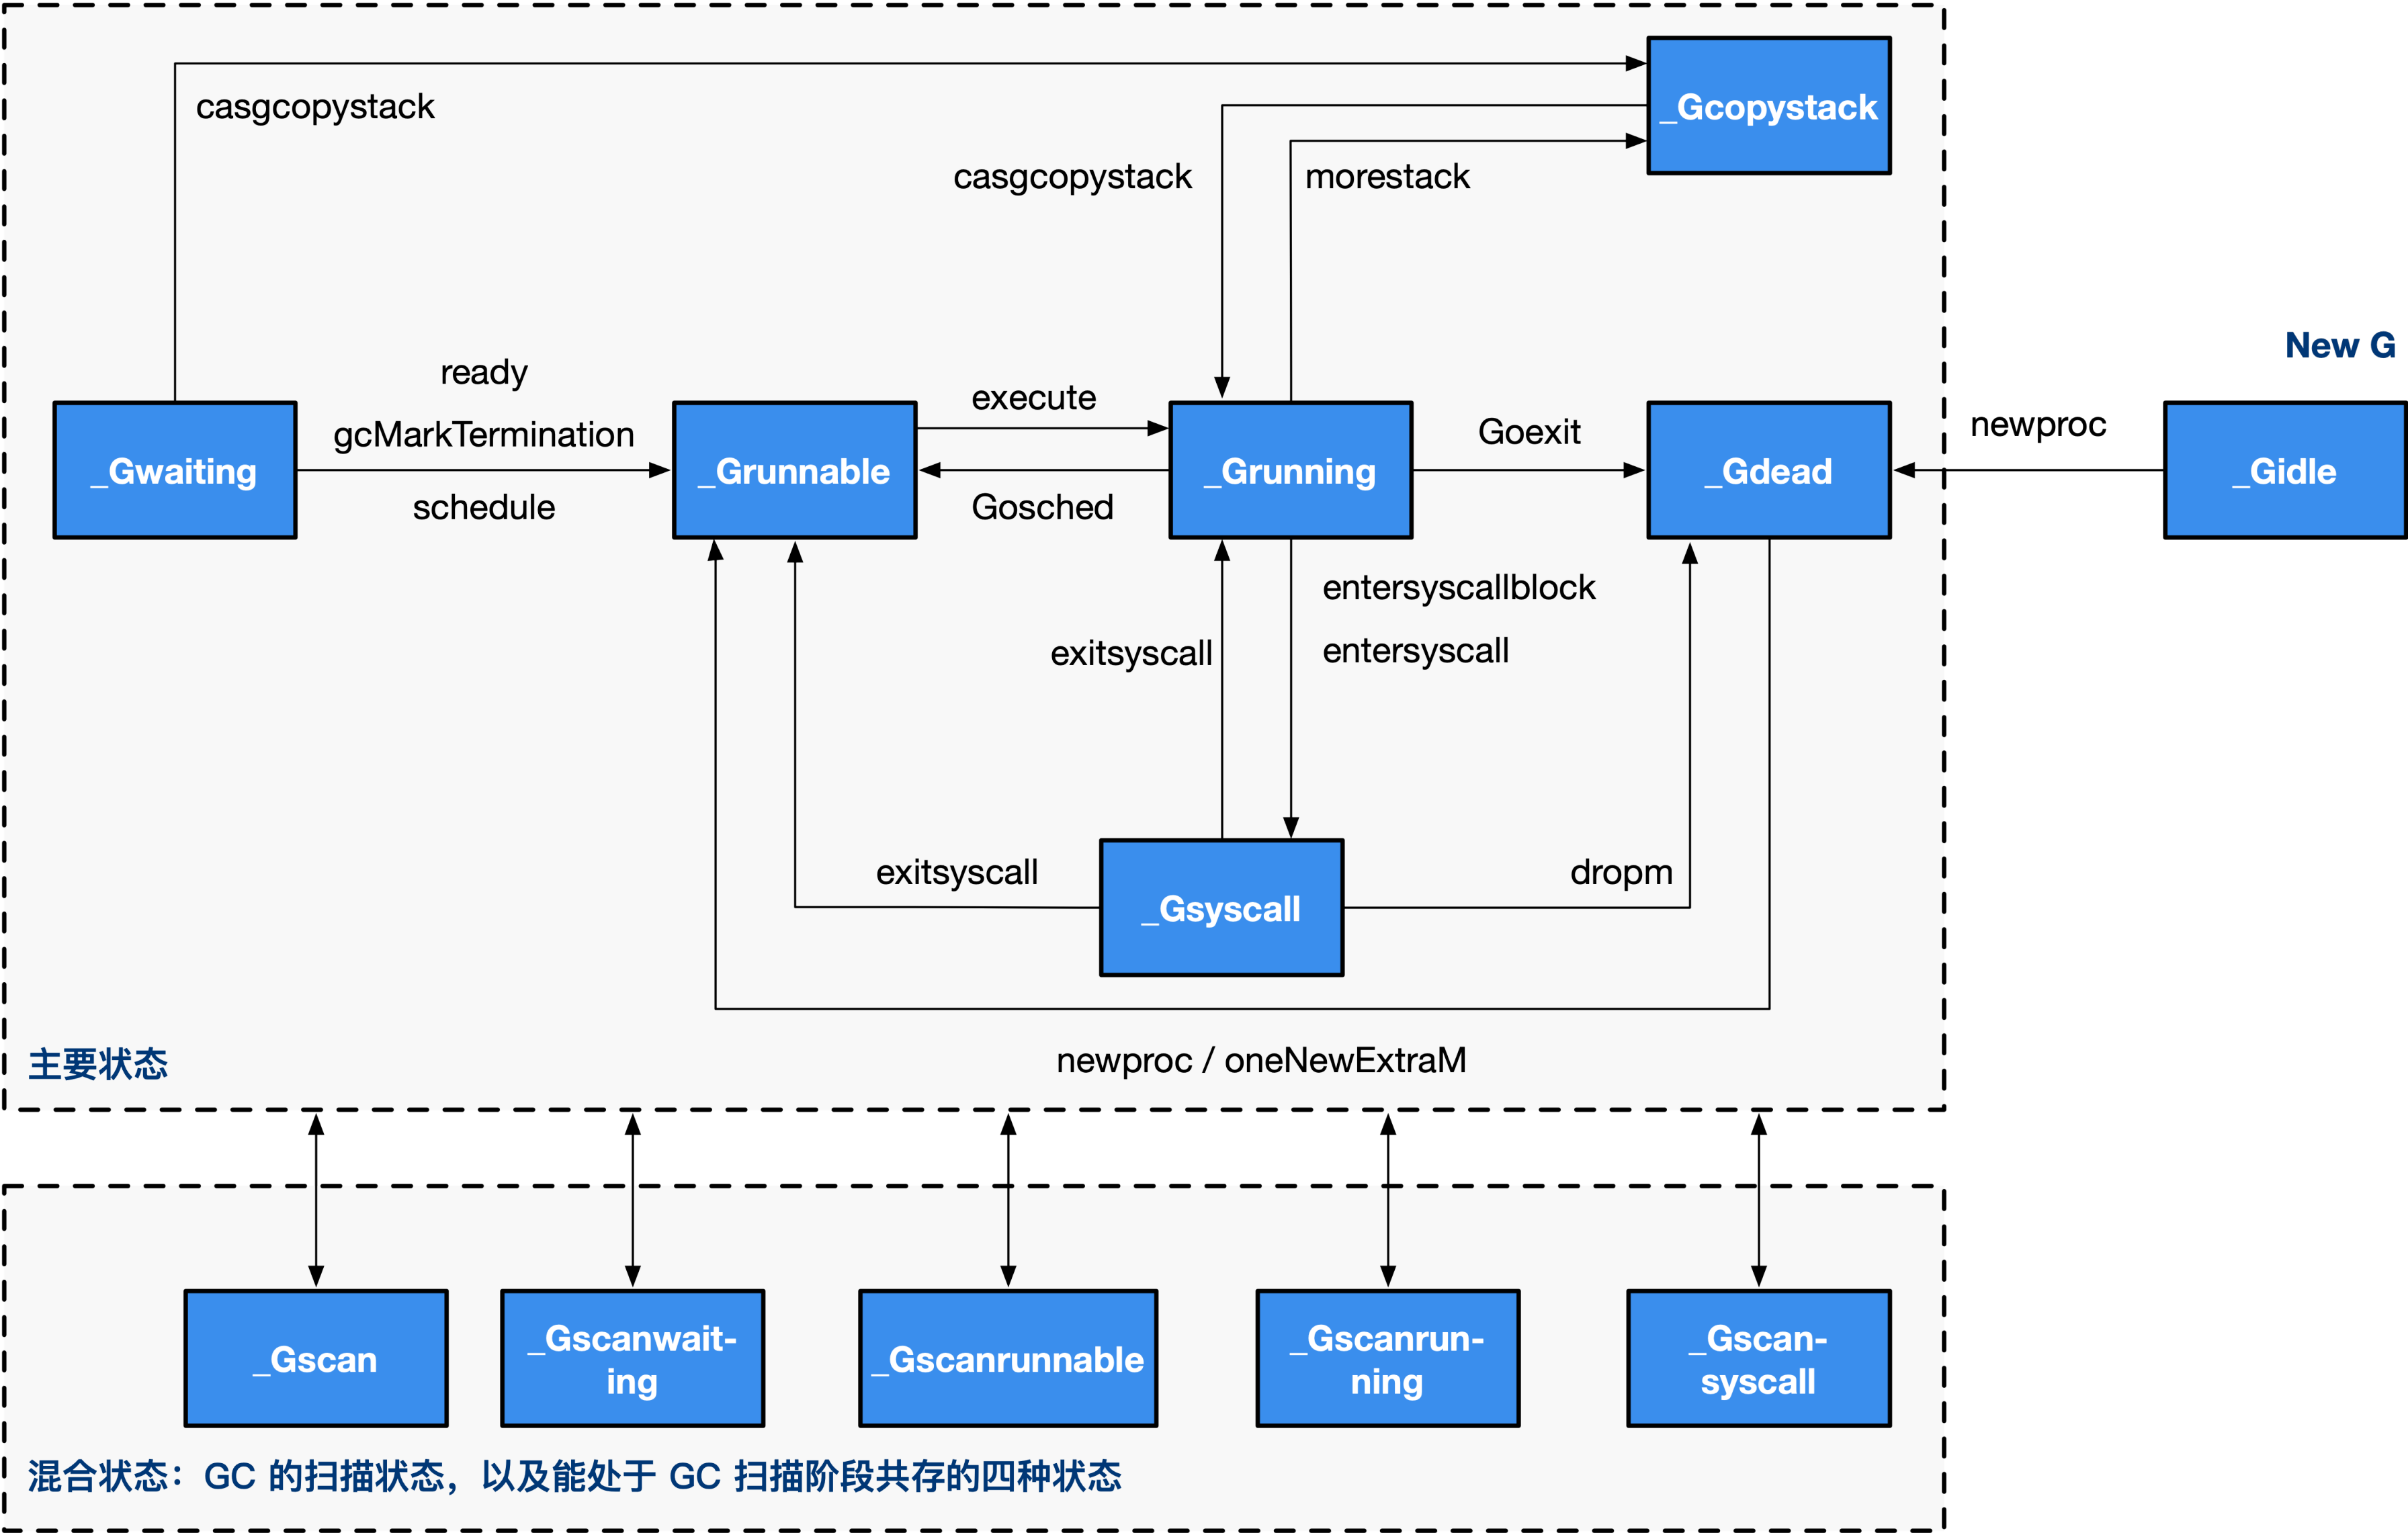 _Gcopystack
casgcopystack
casgcopystack
morestack
New G
ready
gcMarkTermination
schedule
_Gwaiting
_Grunnable
execute
Gosched
_Grunning
Goexit
_Gdead
newproc
_Gidle
entersyscallblock
entersyscall
exitsyscall
exitsyscall
_Gsyscall
dropm
主要状态
newproc / oneNewExtraM
_Gscan
_Gscanwait-
ing
_Gscanrunnable
_Gscanrun-
ning
_Gscan-
syscall
混合状态：GC 的扫描状态，以及能处于 GC 扫描阶段共存的四种状态